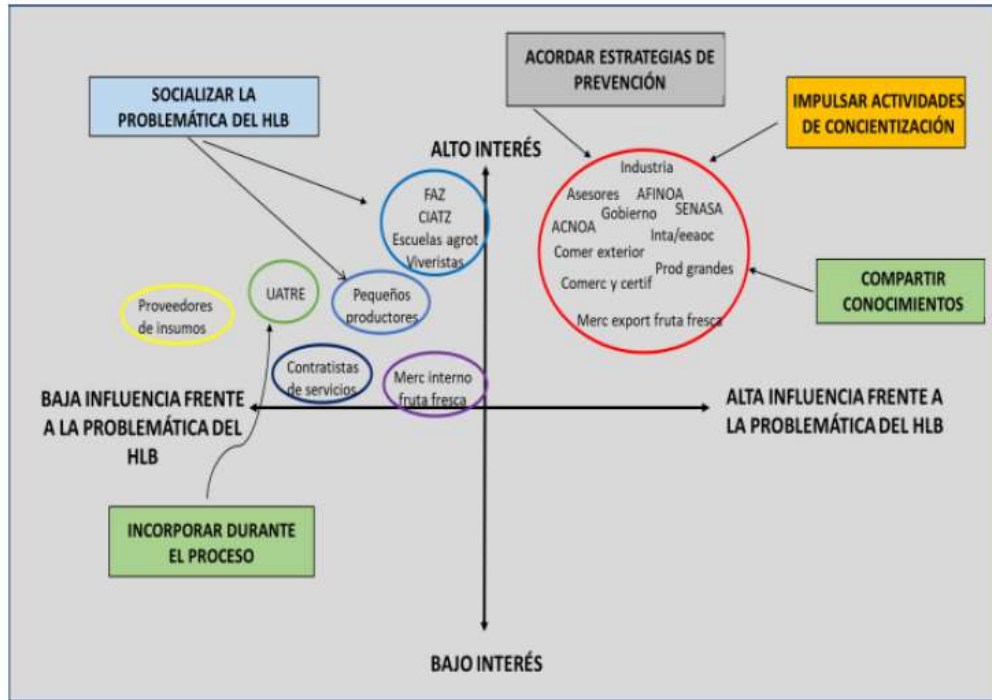 ACORDAR ESTRATEGIAS DE
PREVENCIÓN
SOCIALIZAR LA
PROBLEMÁTICA DEL HLB
IMPULSAR ACTIVIDADES
DE CONCIENTIZACIÓN
ALTO INTERÉS
Industria
Asesores AFINOA
Gobierno SENASA
ACNOA
Inta/eeaoc
Comer exterior
Prod grandes
Comerc y certif
Merc export fruta fresca
FAZ
CIATZ
Escuelas agrot
Viveristas
COMPARTIR
CONOCIMIENTOS
UATRE
Pequeños
productores
Proveedores
de insumos
Contratistas
de servicios
Merc interno
fruta fresca
BAJA INFLUENCIA FRENTE
A LA PROBLEMÁTICA DEL
HLB
ALTA INFLUENCIA FRENTE A
LA PROBLEMÁTICA DEL HLB
INCORPORAR DURANTE
EL PROCESO
BAJO INTERÉS